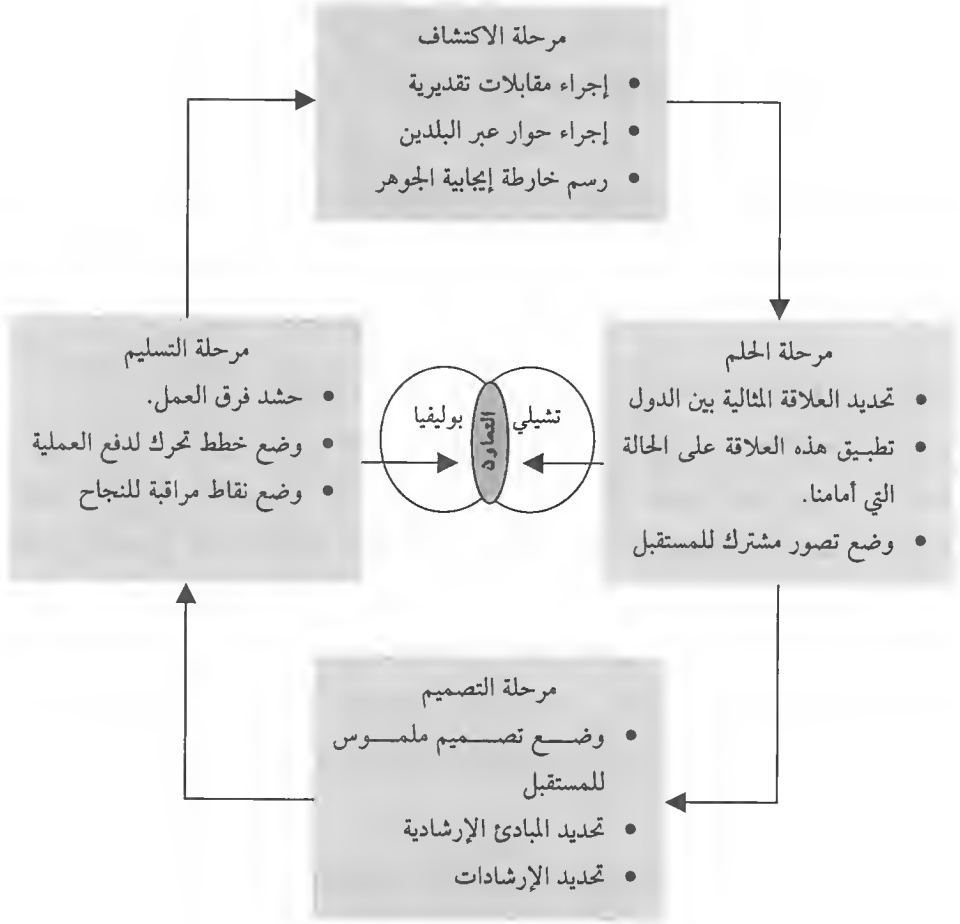 مرحلة الاكتشاف
• إجراء مقابلات تقديرية
• إجراء حوار عبر البلدين
• رسم خارطة إيجابية الجوهر
مرحلة الحلم
• تحديد العلاقة المثالية بين الدول
• تطبيق هذه العلاقة على الحالة
التي أمامنا.
• وضع تصور مشترك للمستقبل
تشيلي
التعاود
بوليفيا
مرحلة التسليم
• حشد فرق العمل.
• وضع خطط تحرك لدفع العملية
• وضع نقاط مراقبة للنجاح
مرحلة التصميم
• وضع تصميم ملموس
للمستقبل
• تحديد المبادئ الإرشادية
• تحديد الإرشادات